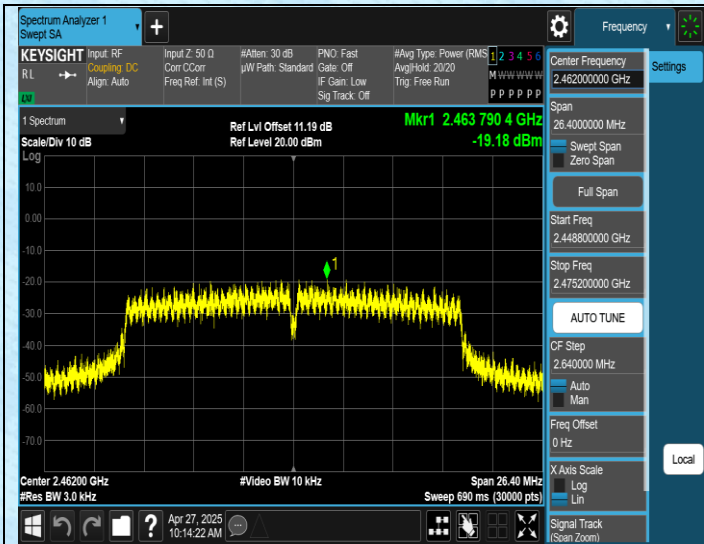 Spectrum Analyzer 1
Swept SA
+
Frequency
KEYSIGHT
RL
LXI
Input: RF
Coupling: DC
Align: Auto
Input Z: 50 Ω
Corr CCorr
Freq Ref: Int (S)
#Atten: 30 dB
µW Path: Standard
PNO: Fast
Gate: Off
IF Gain: Low
Sig Track: Off
#Avg Type: Power (RMS
Avg|Hold: 20/20
Trig: Free Run
1 2 3 4 5 6
M W W W W W
P P P P P P
1 Spectrum
Scale/Div 10 dB
Log
Ref Lvl Offset 11.19 dB
Ref Level 20.00 dBm
Mkr1 2.463 790 4 GHz
-19.18 dBm
10.0
0.00
-10.0
-20.0
-30.0
-40.0
-50.0
-60.0
-70.0
1
Center 2.46200 GHz
#Res BW 3.0 kHz
#Video BW 10 kHz
Span 26.40 MHz
Sweep 690 ms (30000 pts)
Center Frequency
2.462000000 GHz
Span
26.4000000 MHz
Swept Span
Zero Span
Full Span
Start Freq
2.448800000 GHz
Stop Freq
2.475200000 GHz
AUTO TUNE
CF Step
2.640000 MHz
Auto
Man
Freq Offset
0 Hz
X Axis Scale
Log
Lin
Signal Track
(Span Zoom)
Settings
Local
?
Apr 27, 2025
10:14:22 AM